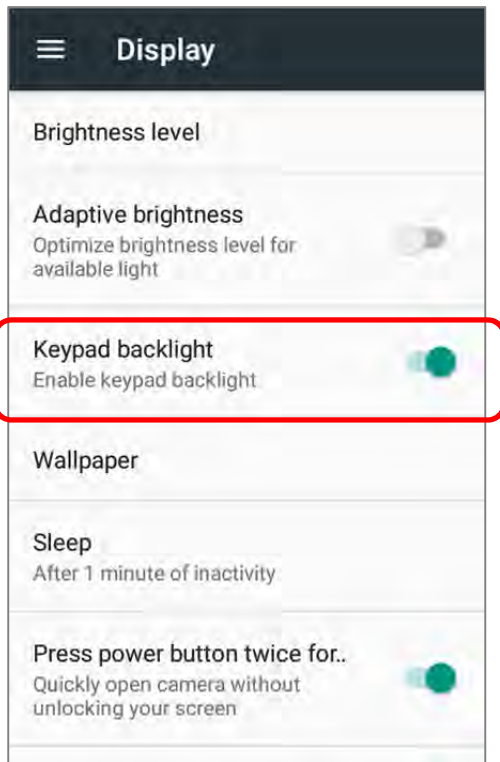 Display
Brightness level
Adaptive brightness
Optimize brightness level for
available light
Keypad backlight
Enable keypad backlight
Wallpaper
Sleep
After 1 minute of inactivity
Press power button twice for..
Quickly open camera without
unlocking your screen